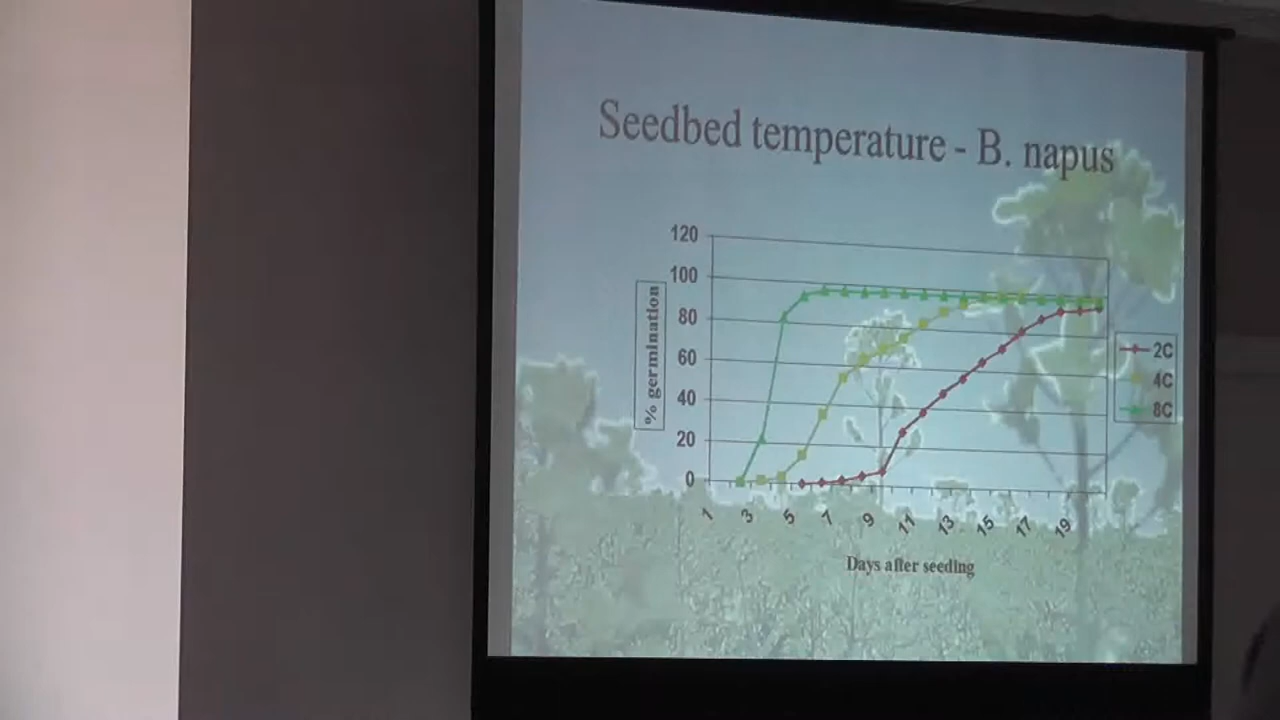 Seedbed temperature - B. napus
120
100
80
60
40
20
0
% germination
1 3 5 7 9 11 13 15 17 19
Days after seeding
2C
4C
8C